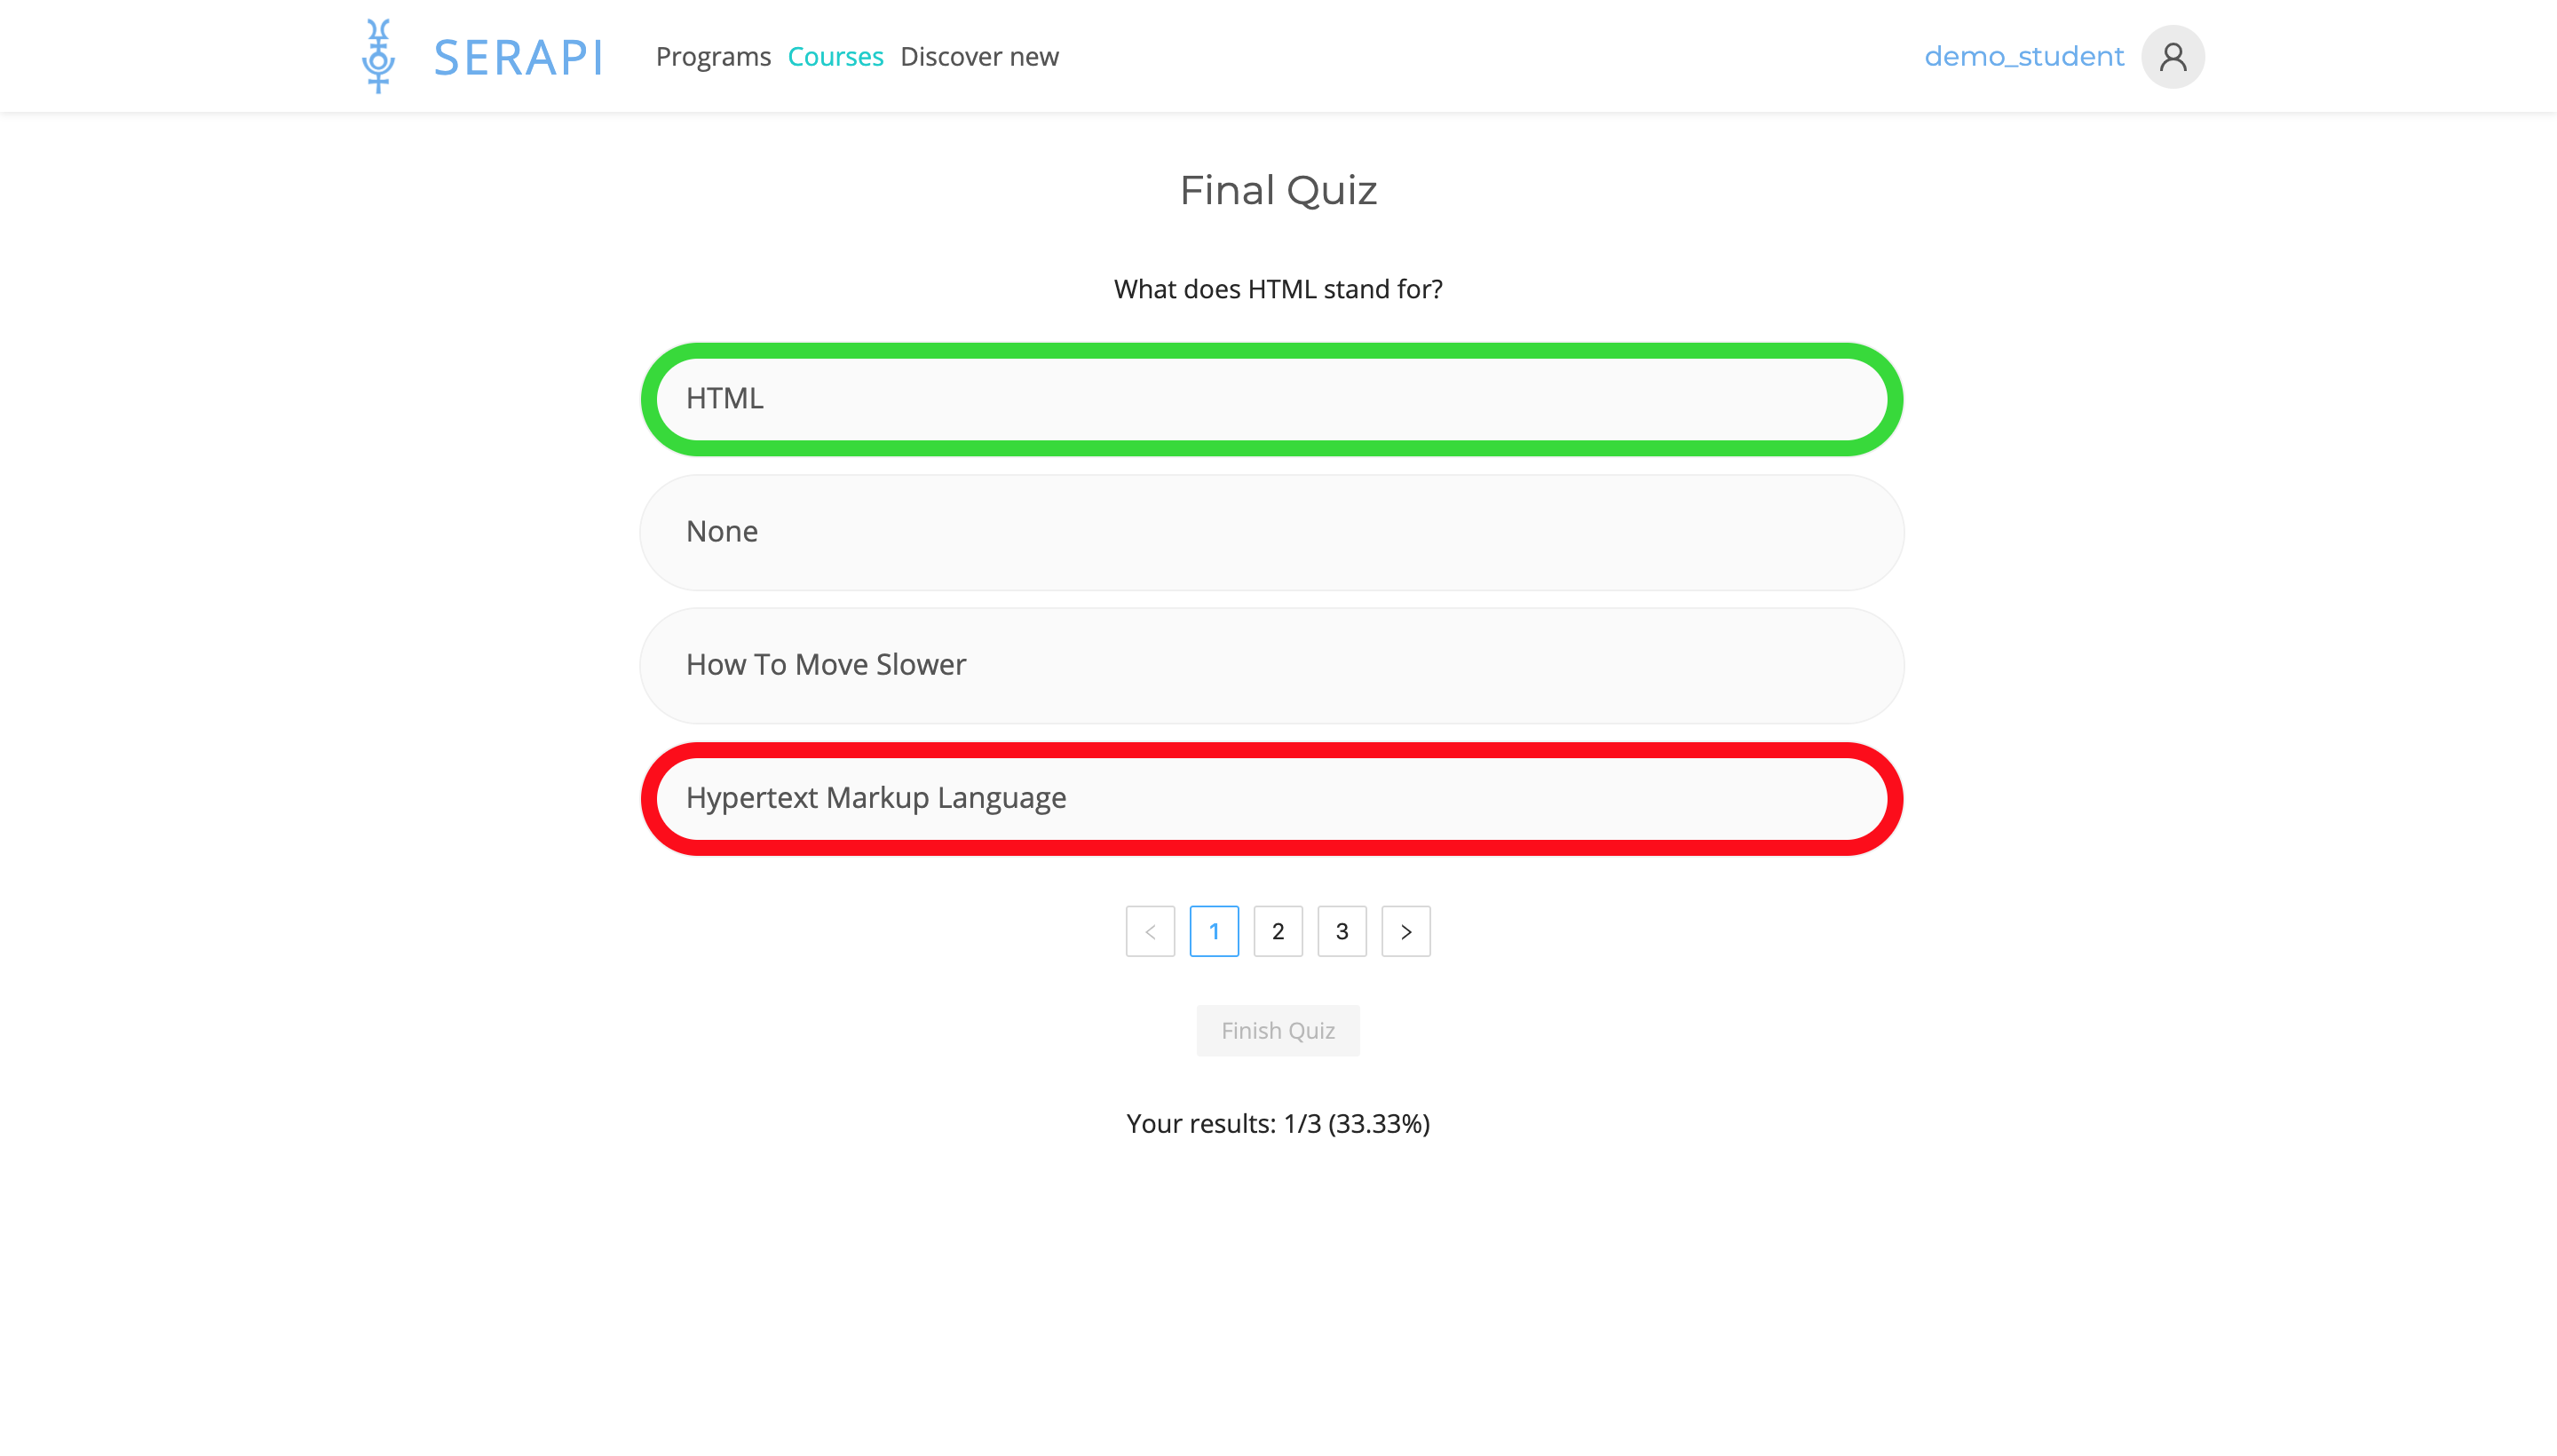 SERAPI Programs Courses Discover new demo_student
Final Quiz
What does HTML stand for?
HTML
None
How To Move Slower
Hypertext Markup Language
< 1 2 3 >
Finish Quiz
Your results: 1/3 (33.33%)